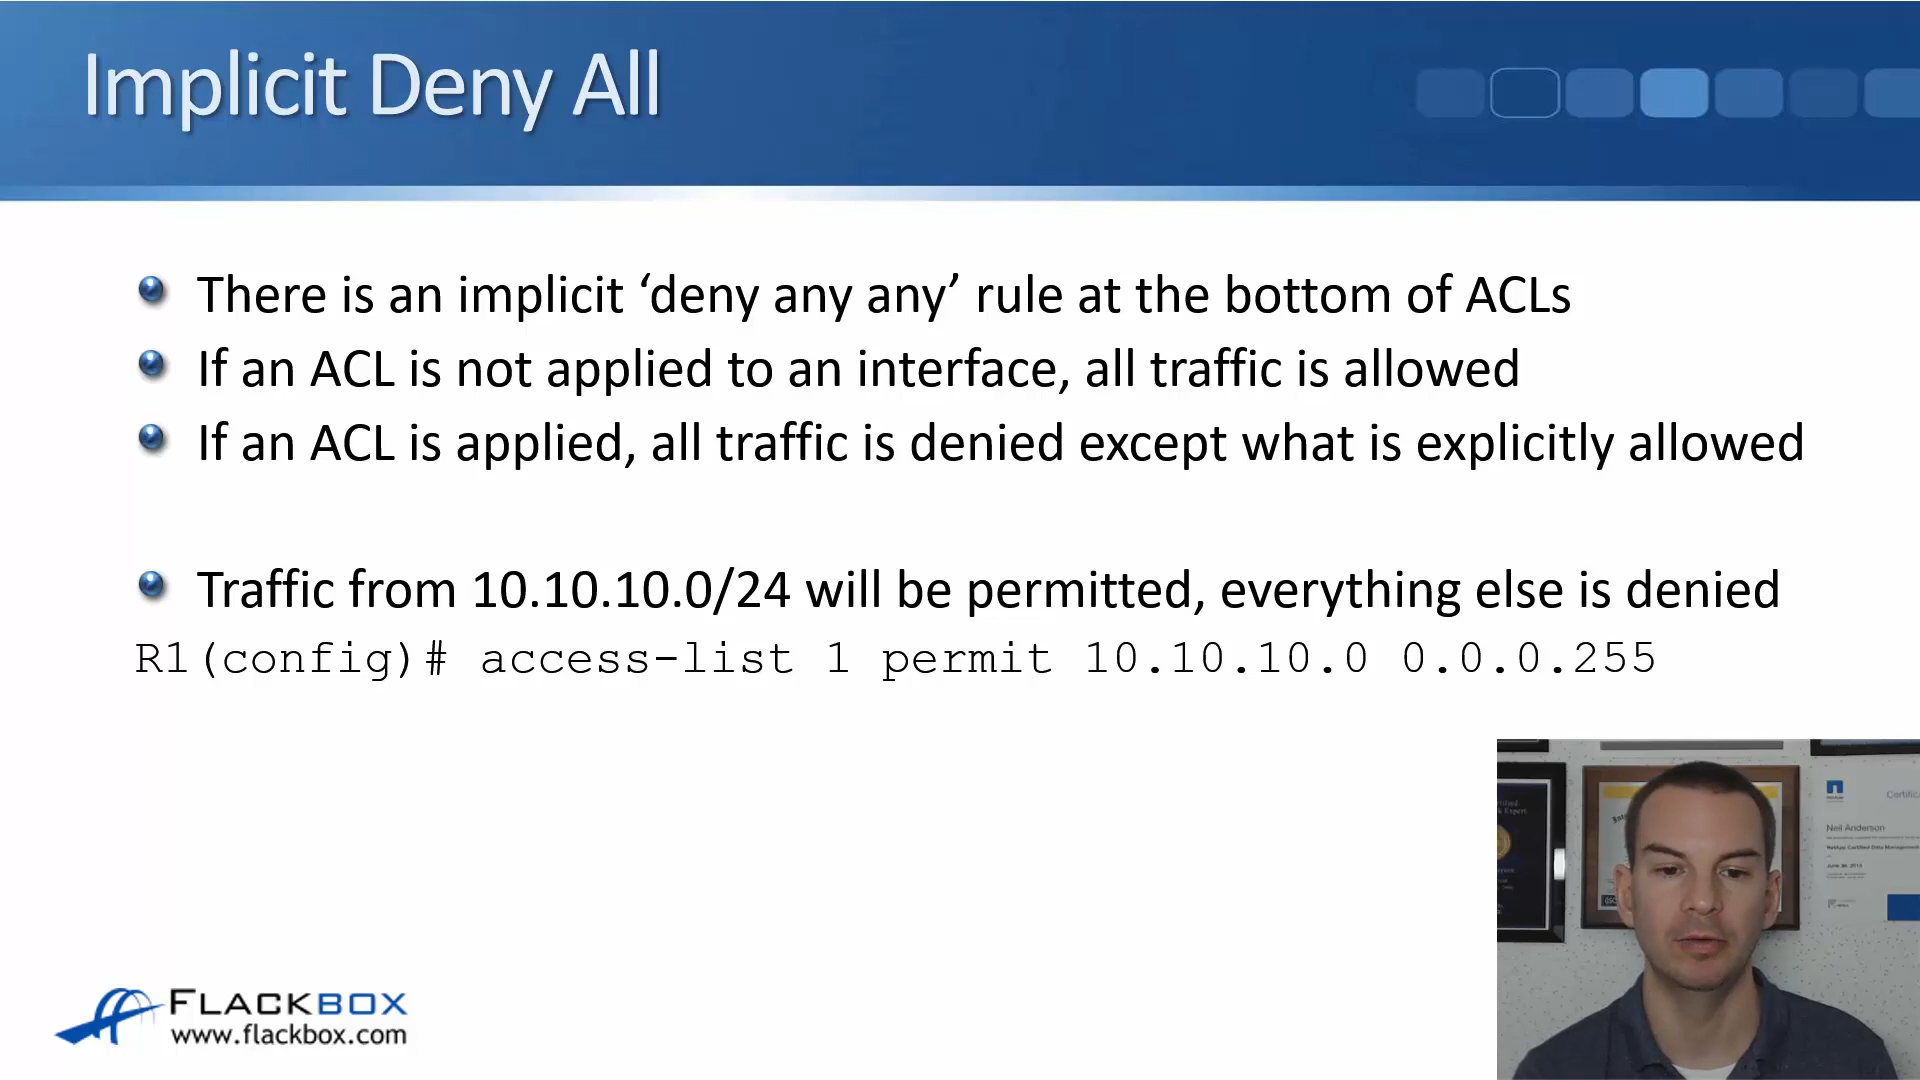 Implicit Deny All
There is an implicit ‘deny any any’ rule at the bottom of ACLs
If an ACL is not applied to an interface, all traffic is allowed
If an ACL is applied, all traffic is denied except what is explicitly allowed
Traffic from 10.10.10.0/24 will be permitted, everything else is denied
R1(config)# access-list 1 permit 10.10.10.0 0.0.0.255
Neil Anderson
FLACKBOX
www.flackbox.com